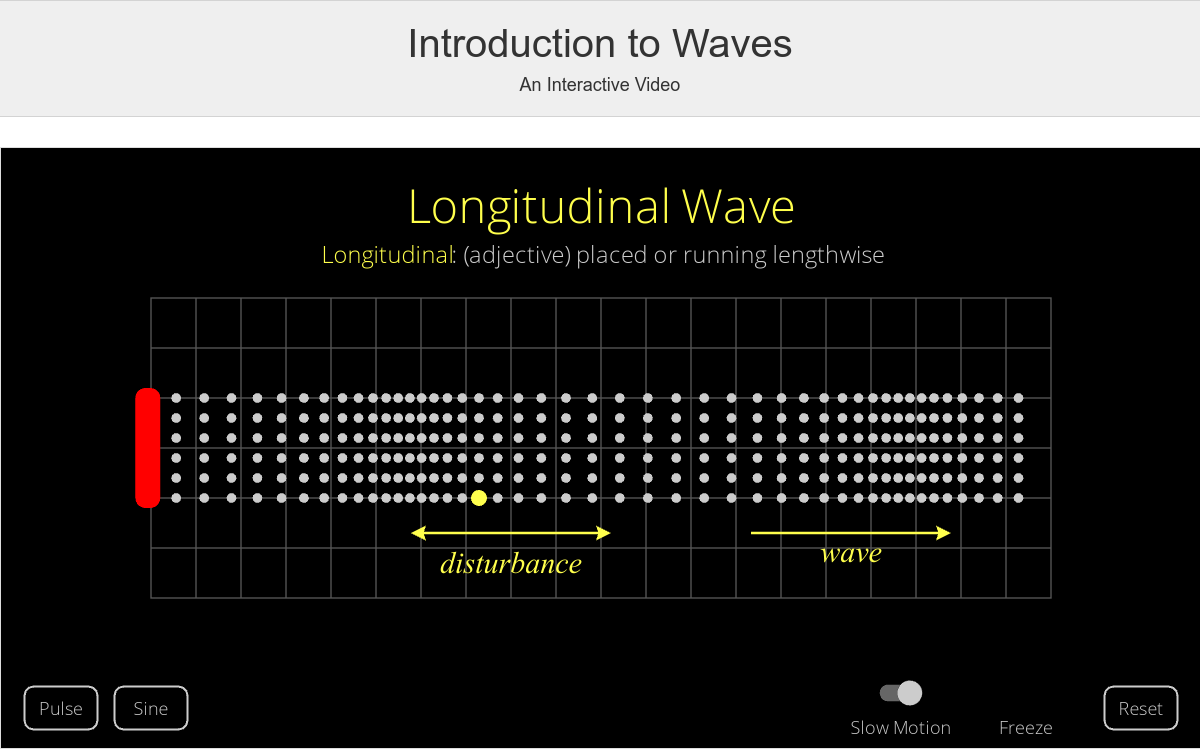 Introduction to Waves
An Interactive Video
Longitudinal Wave
Longitudinal: (adjective) placed or running lengthwise
disturbance
wave
Pulse
Sine
Slow Motion
Freeze
Reset